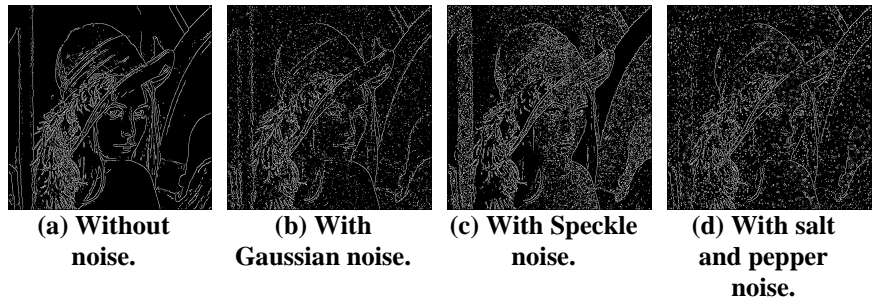 (a) Without
noise.
(b) With
Gaussian noise.
(c) With Speckle
noise.
(d) With salt
and pepper
noise.